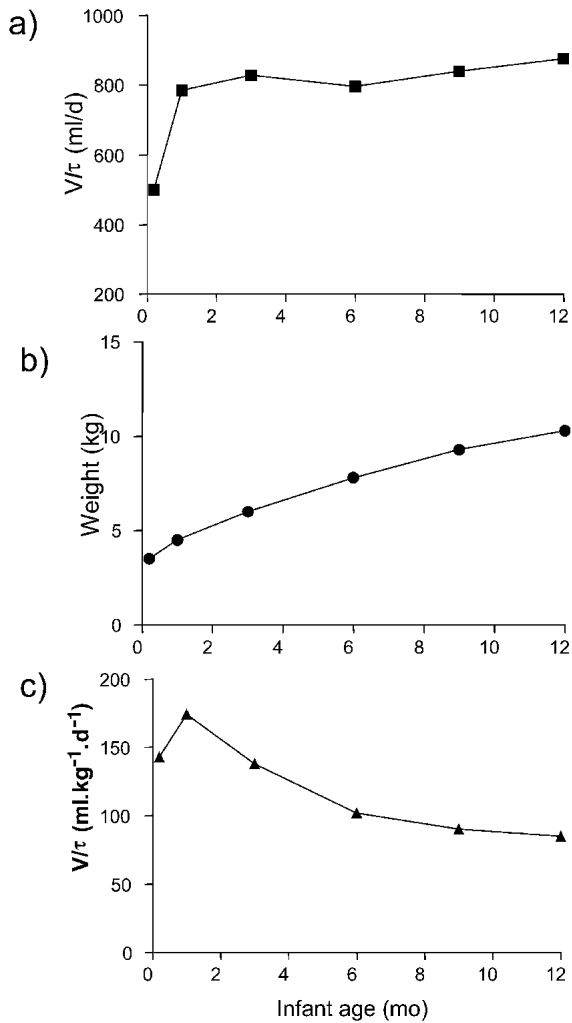 a)
V/τ (ml/d)
1000
800
600
400
200
0 2 4 6 8 10 12
b)
Weight (kg)
15
10
5
0
0 2 4 6 8 10 12
c)
V/τ (ml.kg⁻¹.d⁻¹)
200
150
100
50
0
0 2 4 6 8 10 12
Infant age (mo)